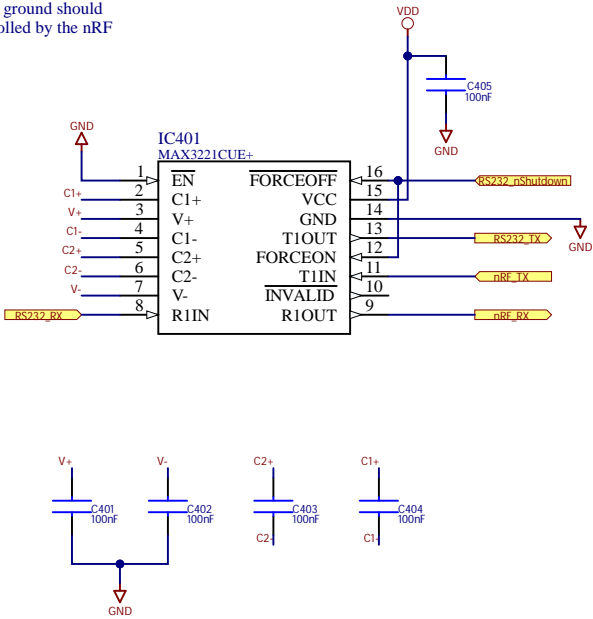 ground should
olled by the nRF
VDD
C405
100nF
GND
GND
IC401
MAX3221CUE+
1
EN
FORCEOFF
16
RS232_nShutdown
C1+
2
C1+
VCC
15
V+
3
V+
GND
14
GND
C1-
4
C1-
T1OUT
13
RS232_TX
C2+
5
C2+
FORCEON
12
C2-
6
C2-
T1IN
11
nRF_TX
V-
7
V-
INVALID
10
RS232_RX
8
R1IN
R1OUT
9
nRF_RX
V+
V-
C2+
C1+
C401
100nF
C402
100nF
C403
100nF
C404
100nF
C2-
C1-
GND